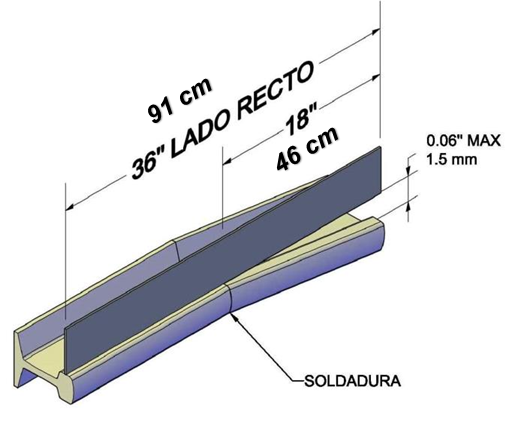 91 cm
36" LADO RECTO
18"
46 cm
0.06" MAX
1.5 mm
SOLDADURA